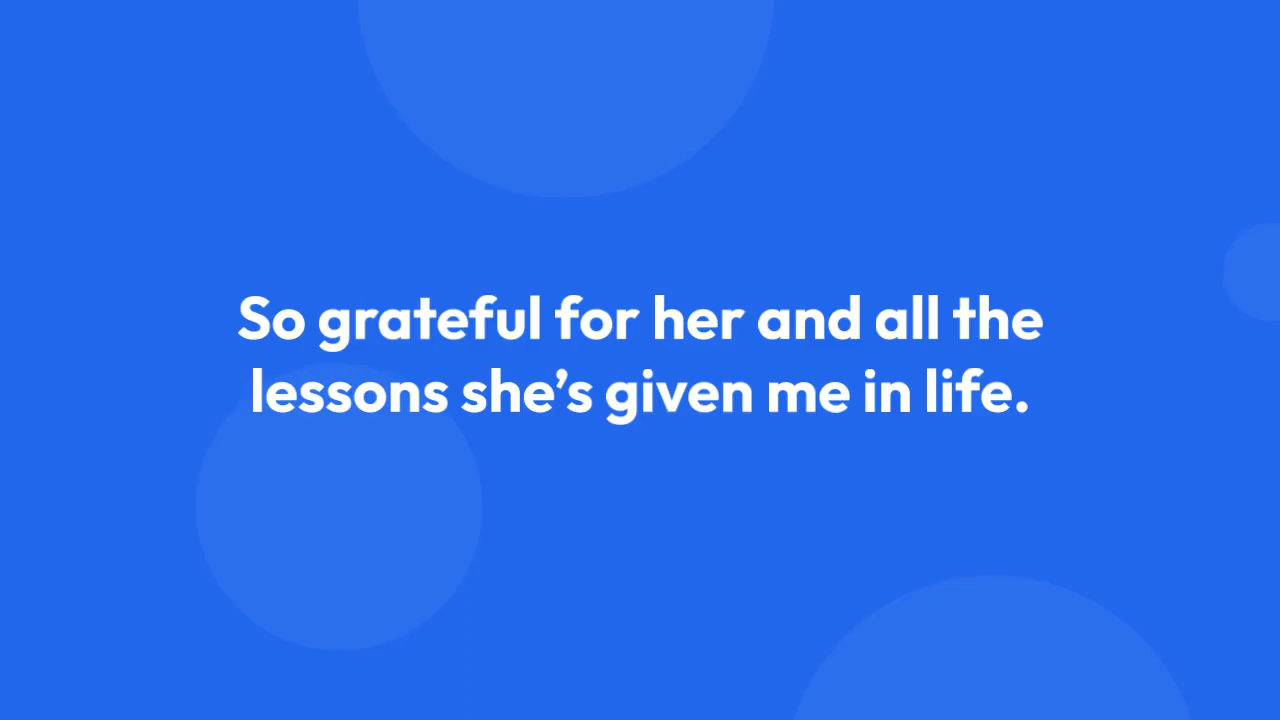 So grateful for her and all the
lessons she’s given me in life.